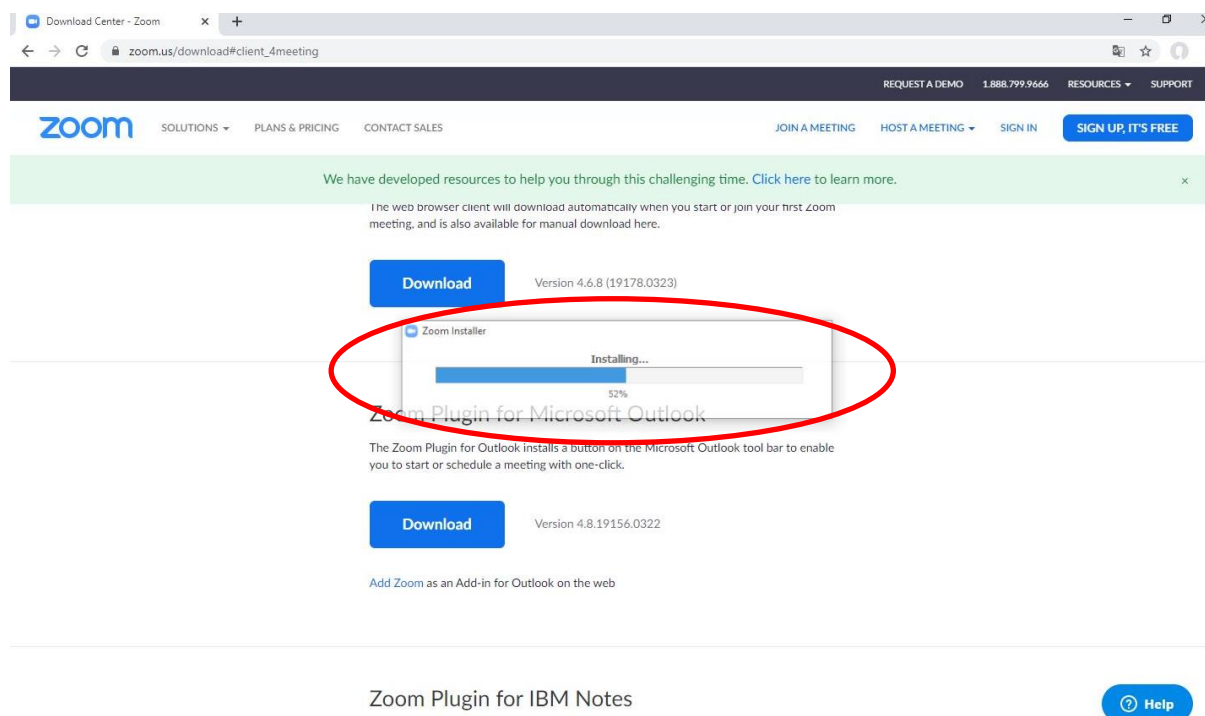 Download Center - Zoom
zoom.us/download#client_4meeting
REQUEST A DEMO 1.888.799.9666 RESOURCES SUPPORT
zoom SOLUTIONS PLANS & PRICING CONTACT SALES JOIN A MEETING HOST A MEETING SIGN IN SIGN UP, IT'S FREE
We have developed resources to help you through this challenging time. Click here to learn more.
The web browser client will download automatically when you start or join your first Zoom
meeting, and is also available for manual download here.
Download Version 4.6.8 (19178.0323)
Zoom Installer
Installing...
52%
Zoom Plugin for Microsoft Outlook
The Zoom Plugin for Outlook installs a button on the Microsoft Outlook tool bar to enable
you to start or schedule a meeting with one-click.
Download Version 4.8.19156.0322
Add Zoom as an Add-in for Outlook on the web
Zoom Plugin for IBM Notes
Help